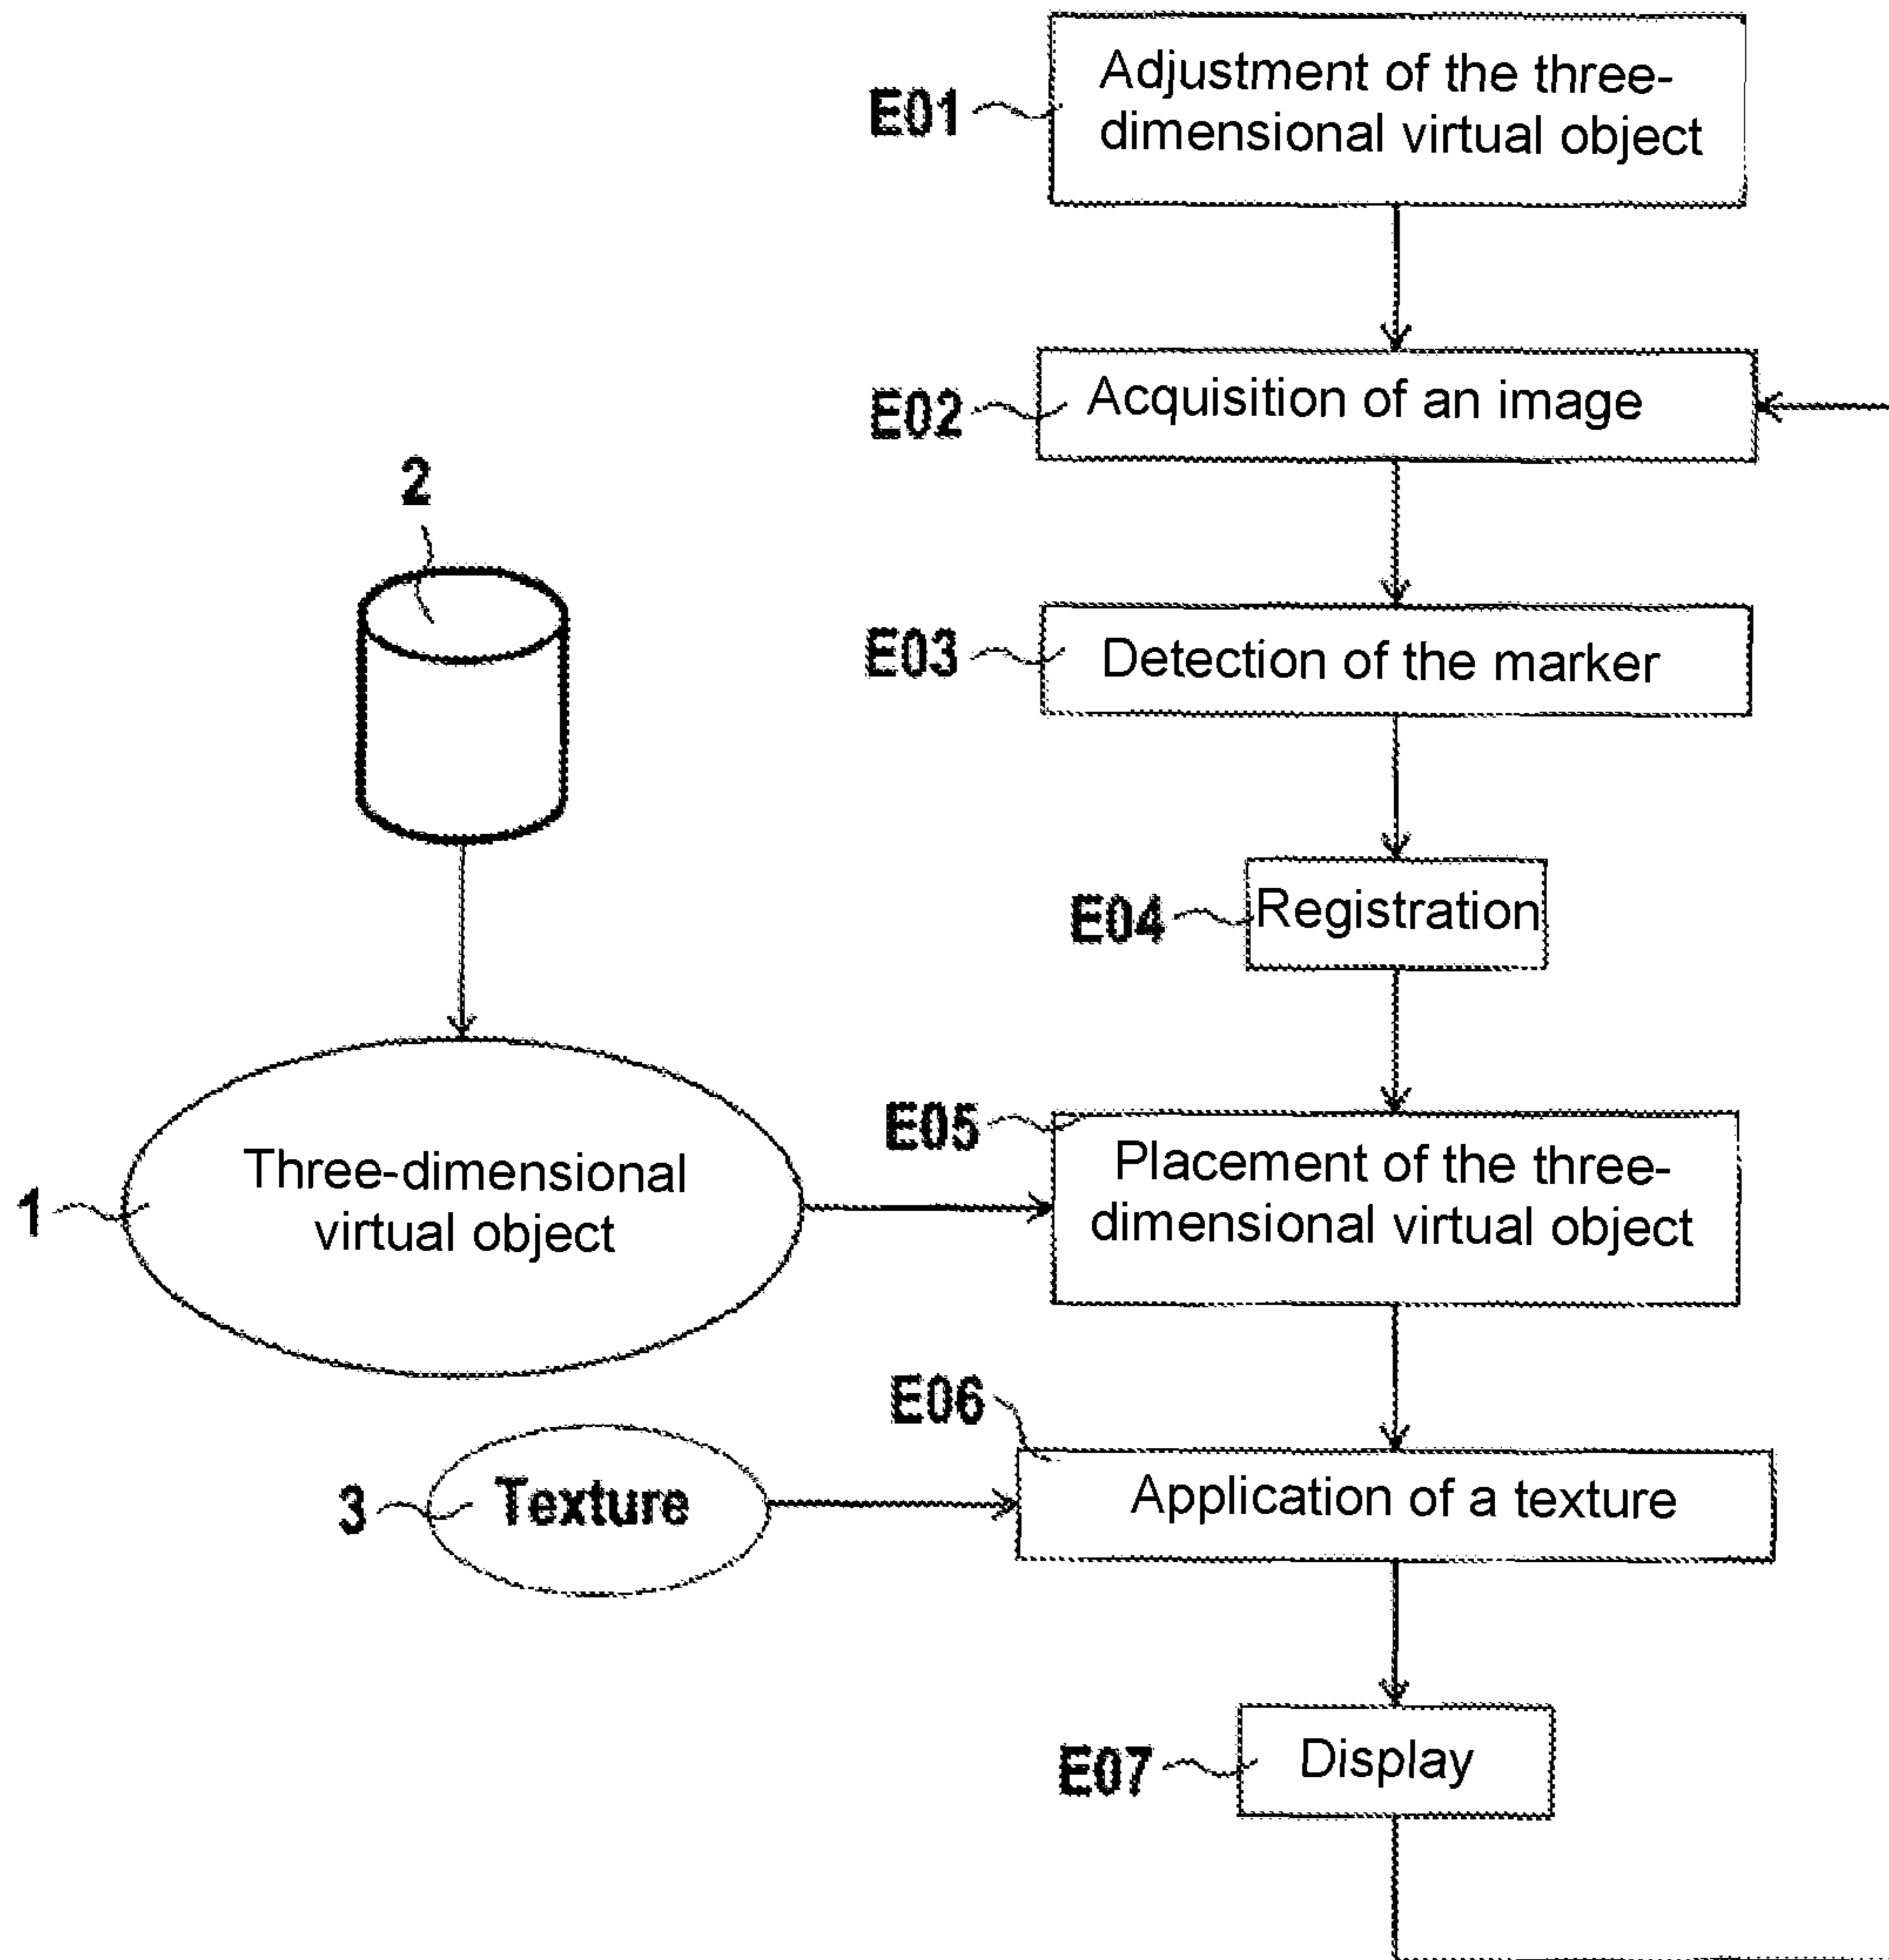 Adjustment of the three-
dimensional virtual object
E01
Acquisition of an image
E02
2
Detection of the marker
E03
Registration
E04
E05
Placement of the three-
dimensional virtual object
Three-dimensional
virtual object
1
E06
Application of a texture
Texture
3
Display
E07